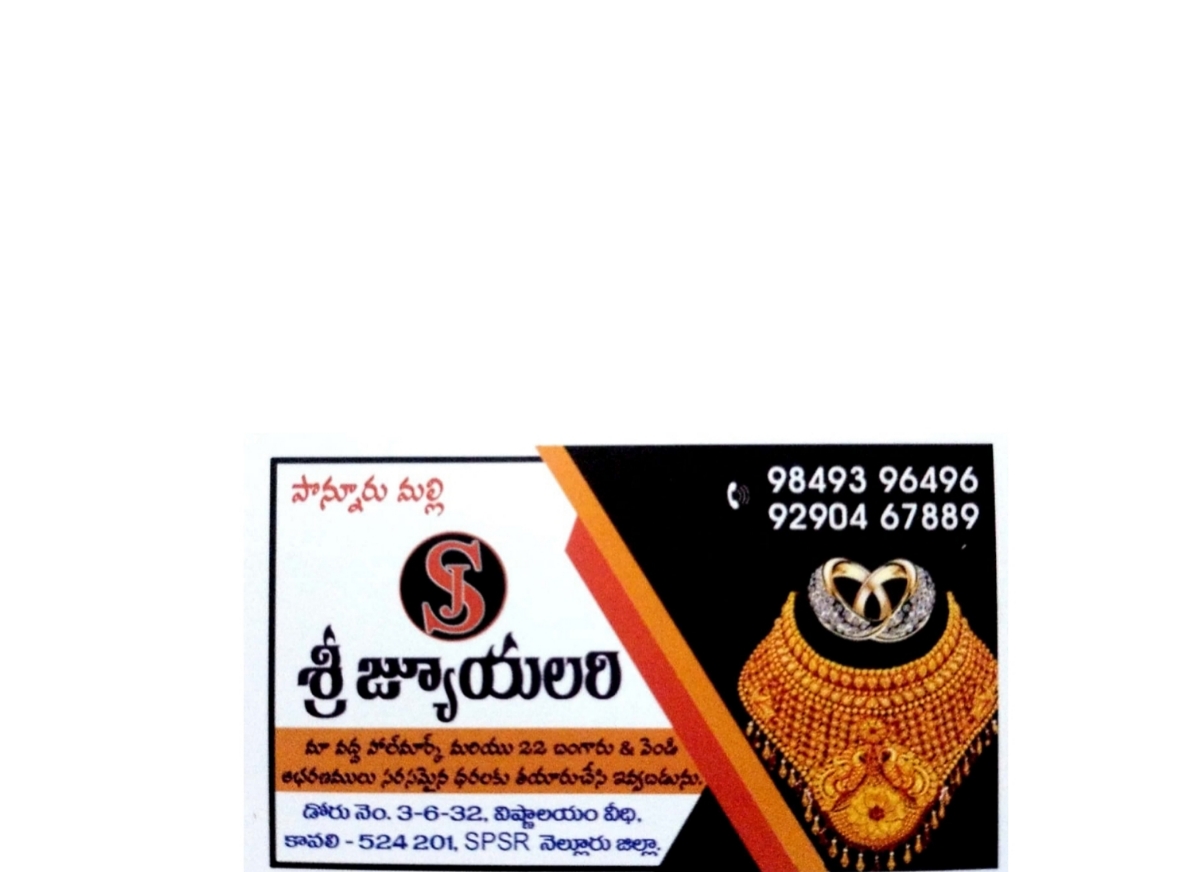 పొన్నూరు మల్లి
98493 96496
92904 67889
SJ
శ్రీ జ్యూయలరి
మా వద్ద హాల్‌మార్క్ మరియు 22 బంగారు & వెండి
ఆభరణములు సరసమైన ధరలకు తయారుచేసి ఇవ్వబడును.
డోరు నెం. 3-6-32, విష్ణాలయం వీధి,
కావలి - 524 201, SPSR నెల్లూరు జిల్లా.